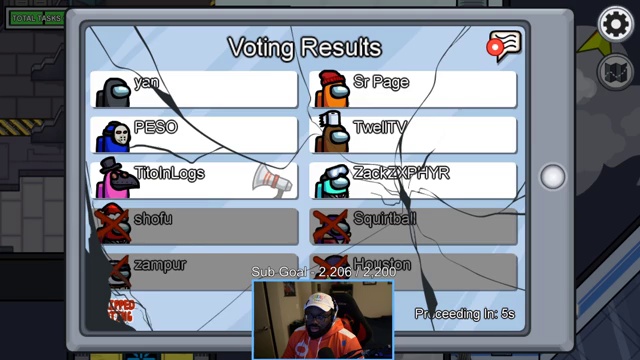 TOTAL TASKS
Voting Results
yan
Sr Page
PESO
TwellTV
TitoInLogs
ZackZXPHYR
shofu
Squirtball
zampur
Houston
Sub-Goal - 2,206 / 2,200
Proceeding In: 5s